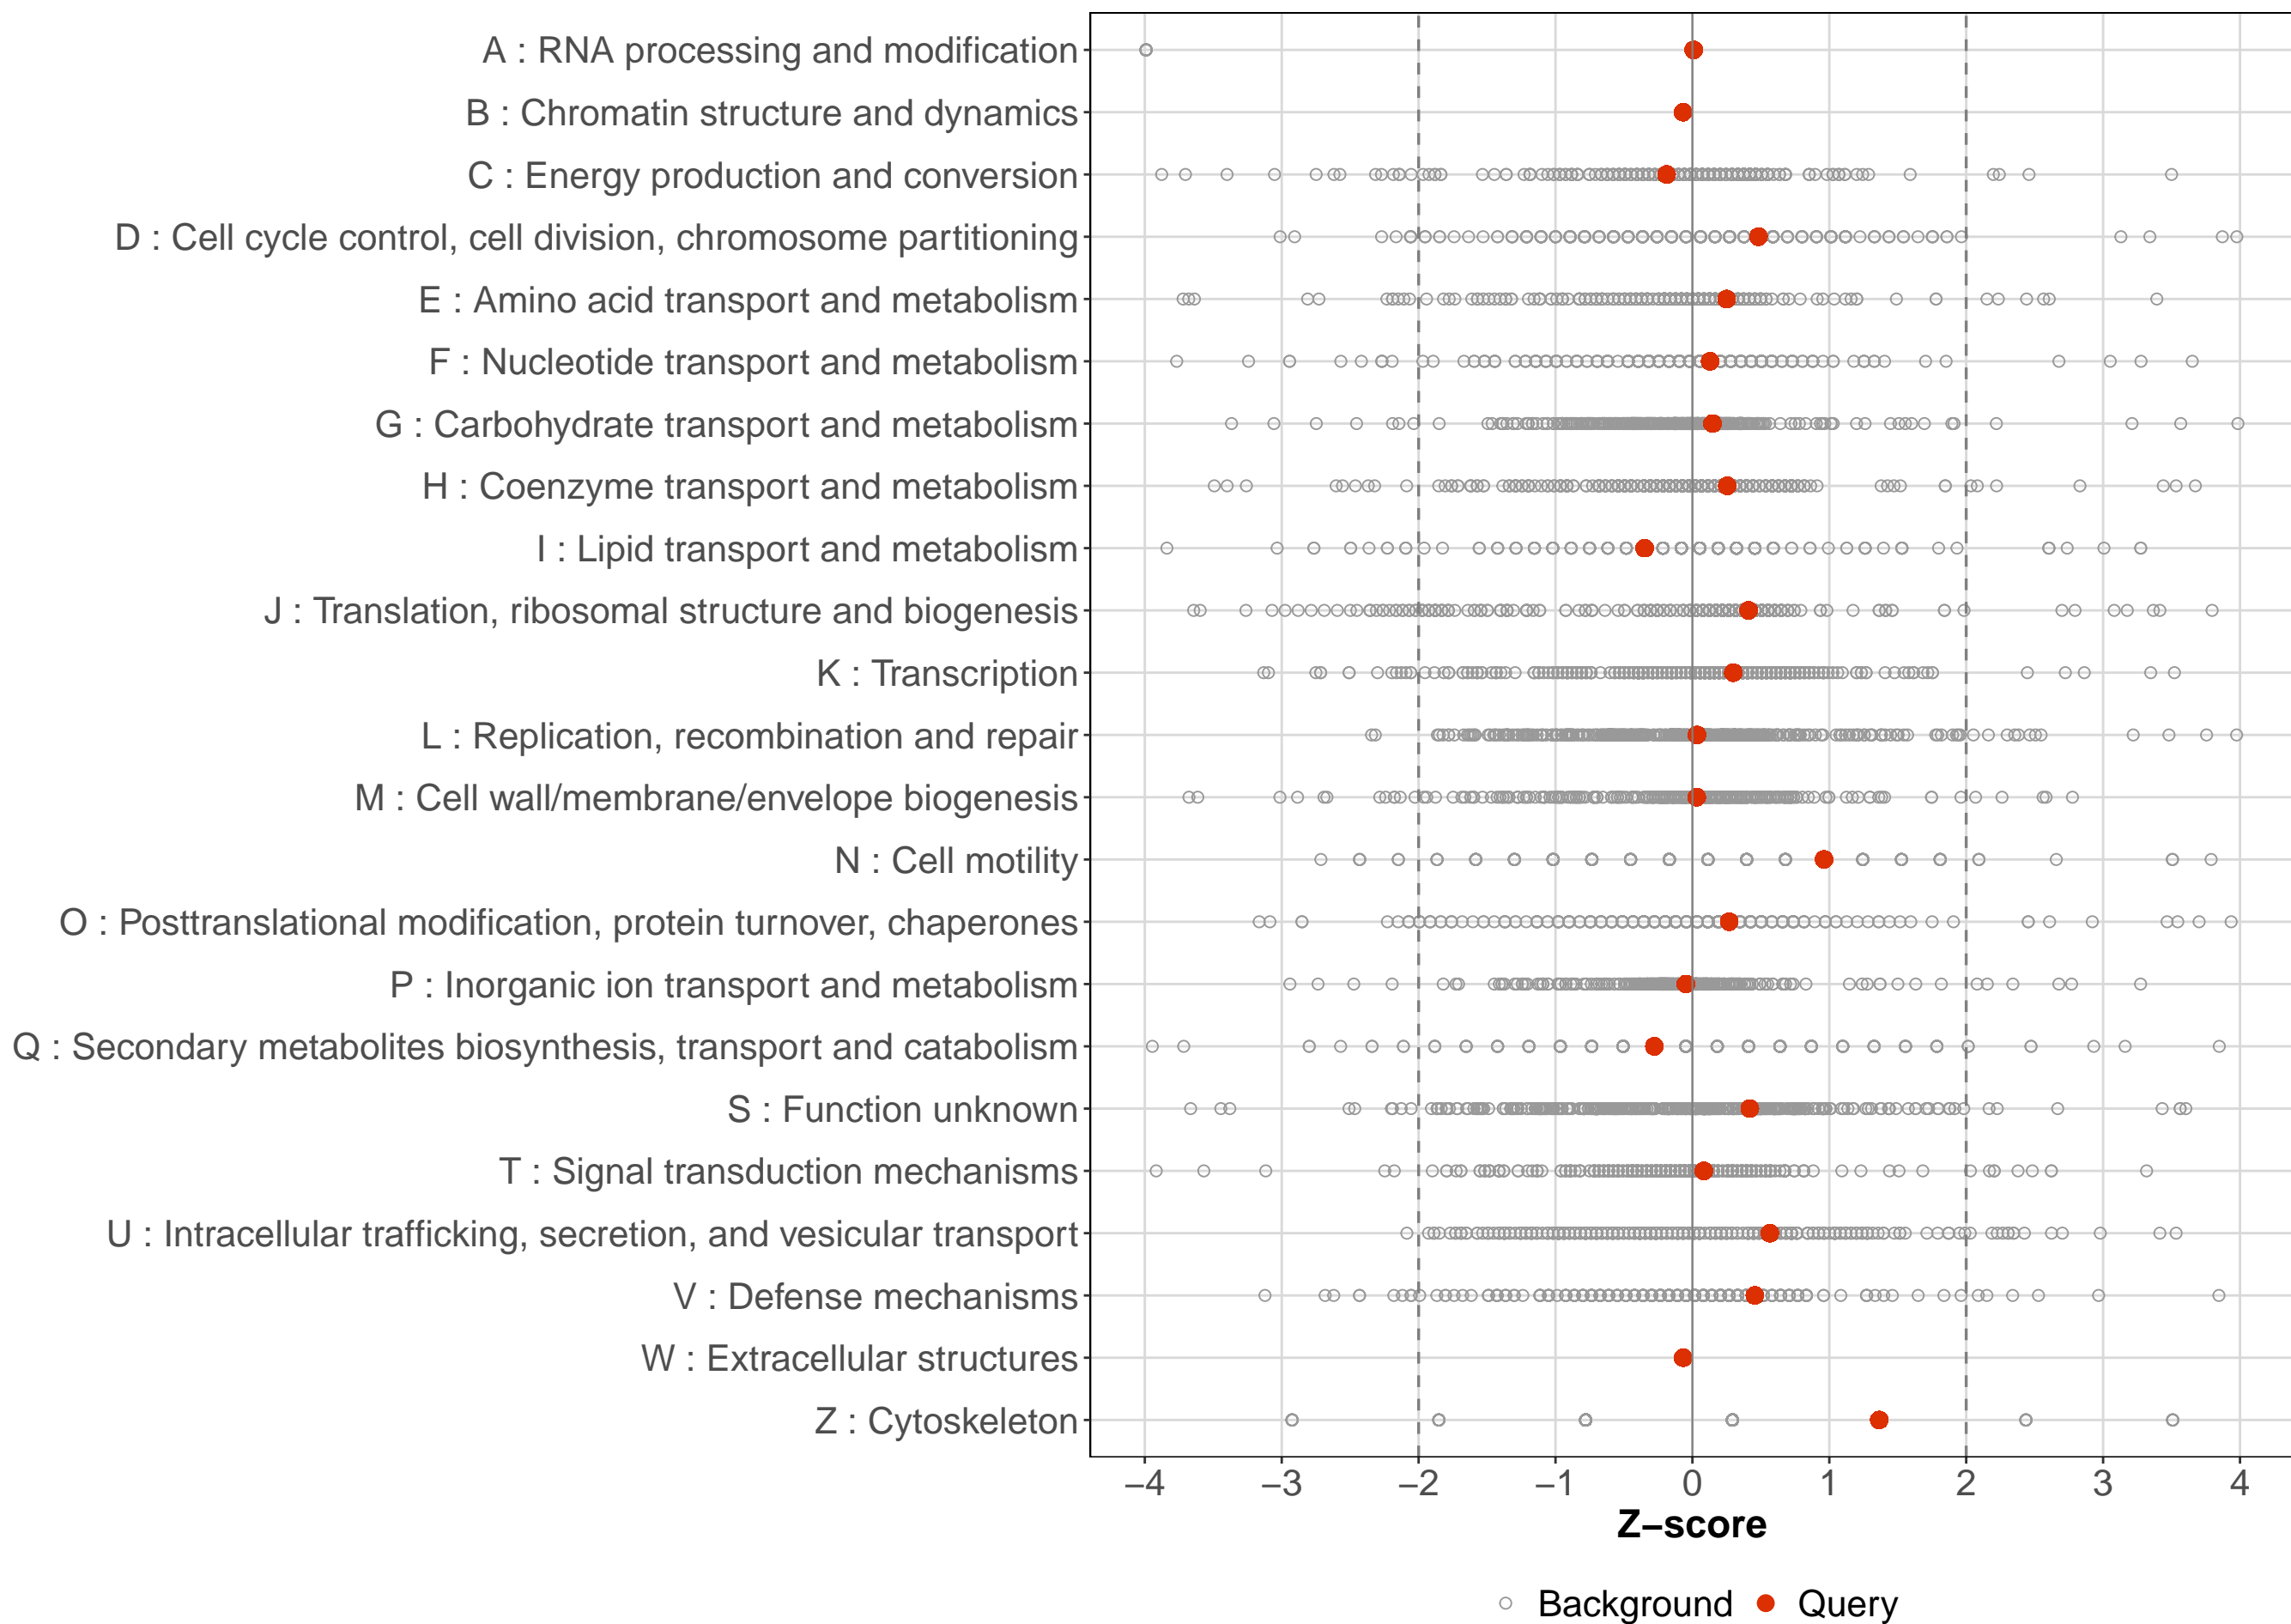 A : RNA processing and modification
B : Chromatin structure and dynamics
C : Energy production and conversion
D : Cell cycle control, cell division, chromosome partitioning
E : Amino acid transport and metabolism
F : Nucleotide transport and metabolism
G : Carbohydrate transport and metabolism
H : Coenzyme transport and metabolism
I : Lipid transport and metabolism
J : Translation, ribosomal structure and biogenesis
K : Transcription
L : Replication, recombination and repair
M : Cell wall/membrane/envelope biogenesis
N : Cell motility
O : Posttranslational modification, protein turnover, chaperones
P : Inorganic ion transport and metabolism
Q : Secondary metabolites biosynthesis, transport and catabolism
S : Function unknown
T : Signal transduction mechanisms
U : Intracellular trafficking, secretion, and vesicular transport
V : Defense mechanisms
W : Extracellular structures
Z : Cytoskeleton
−4 −3 −2 −1 0 1 2 3 4
Z−score
Background Query